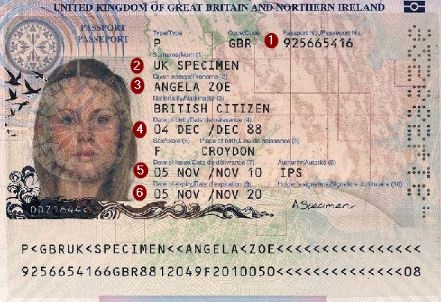 UNITED KINGDOM OF GREAT BRITAIN AND NORTHERN IRELAND
PASSPORT
PASSEPORT
Type/Type
Code/Code
Passport No./Passeport No.
P
GBR
1
925665416
Surname/Nom (1)
2
UK SPECIMEN
Given names/Prénoms (2)
3
ANGELA ZOE
Nationality/Nationalité (3)
BRITISH CITIZEN
Date of birth/Date de naissance (4)
4
04 DEC /DEC 88
Sex/Sexe (5)
Place of birth/Lieu de naissance (6)
CROYDON
Date of issue/Date de délivrance (7)
Authority/Autorité (8)
5
05 NOV /NOV 10
IPS
Date of expiry/Date d'expiration (9)
Holder's signature/Signature du titulaire (10)
6
05 NOV /NOV 20
A Specimen
P<GBRUK<SPECIMEN<<ANGELA<ZOE<<<<<<<<<<<<<<<<
9256654166GBR8812049F2010050<<<<<<<<<<<<<<08